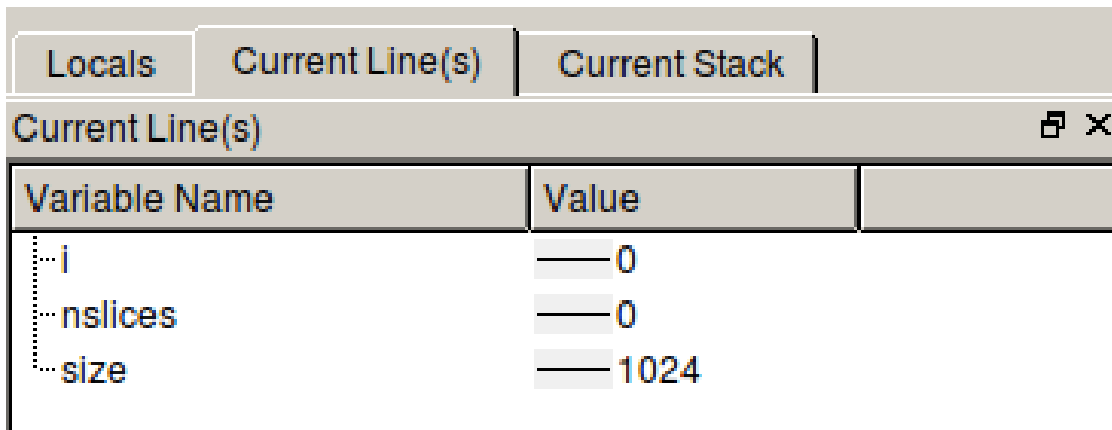 Locals Current Line(s) Current Stack
Current Line(s)
Variable Name Value
i 0
nslices 0
size 1024